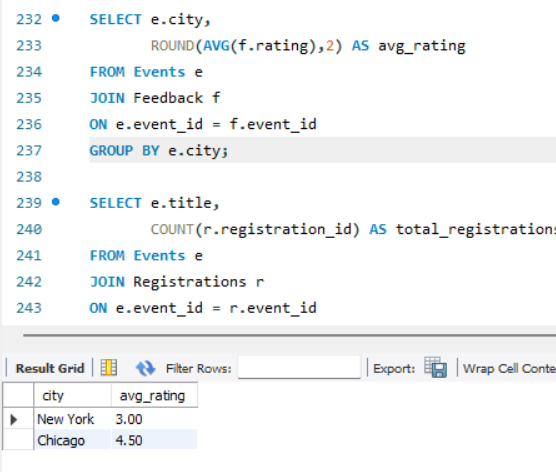 232 SELECT e.city,
233 ROUND(AVG(f.rating),2) AS avg_rating
234 FROM Events e
235 JOIN Feedback f
236 ON e.event_id = f.event_id
237 GROUP BY e.city;
238
239 SELECT e.title,
240 COUNT(r.registration_id) AS total_registrations
241 FROM Events e
242 JOIN Registrations r
243 ON e.event_id = r.event_id
Result Grid Filter Rows: Export: Wrap Cell Conte
city avg_rating
New York 3.00
Chicago 4.50